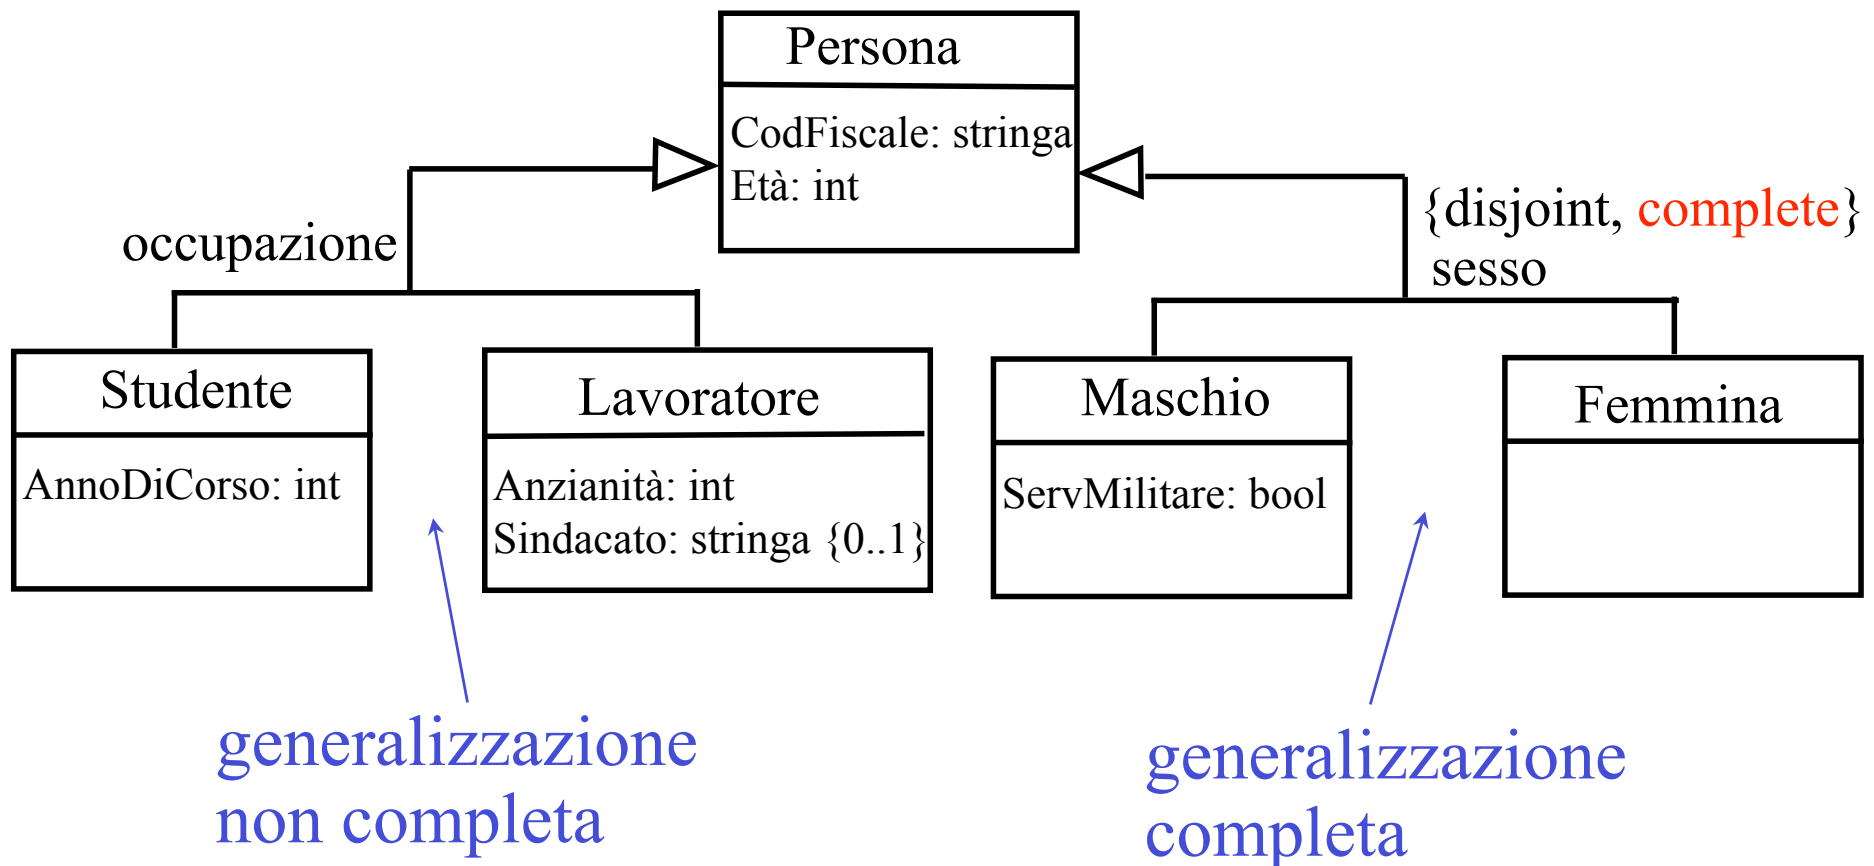 Persona
CodFiscale: stringa
Età: int
occupazione
{disjoint, complete}
sesso
Studente
AnnoDiCorso: int
Lavoratore
Anzianità: int
Sindacato: stringa {0..1}
Maschio
ServMilitare: bool
Femmina
generalizzazione
non completa
generalizzazione
completa